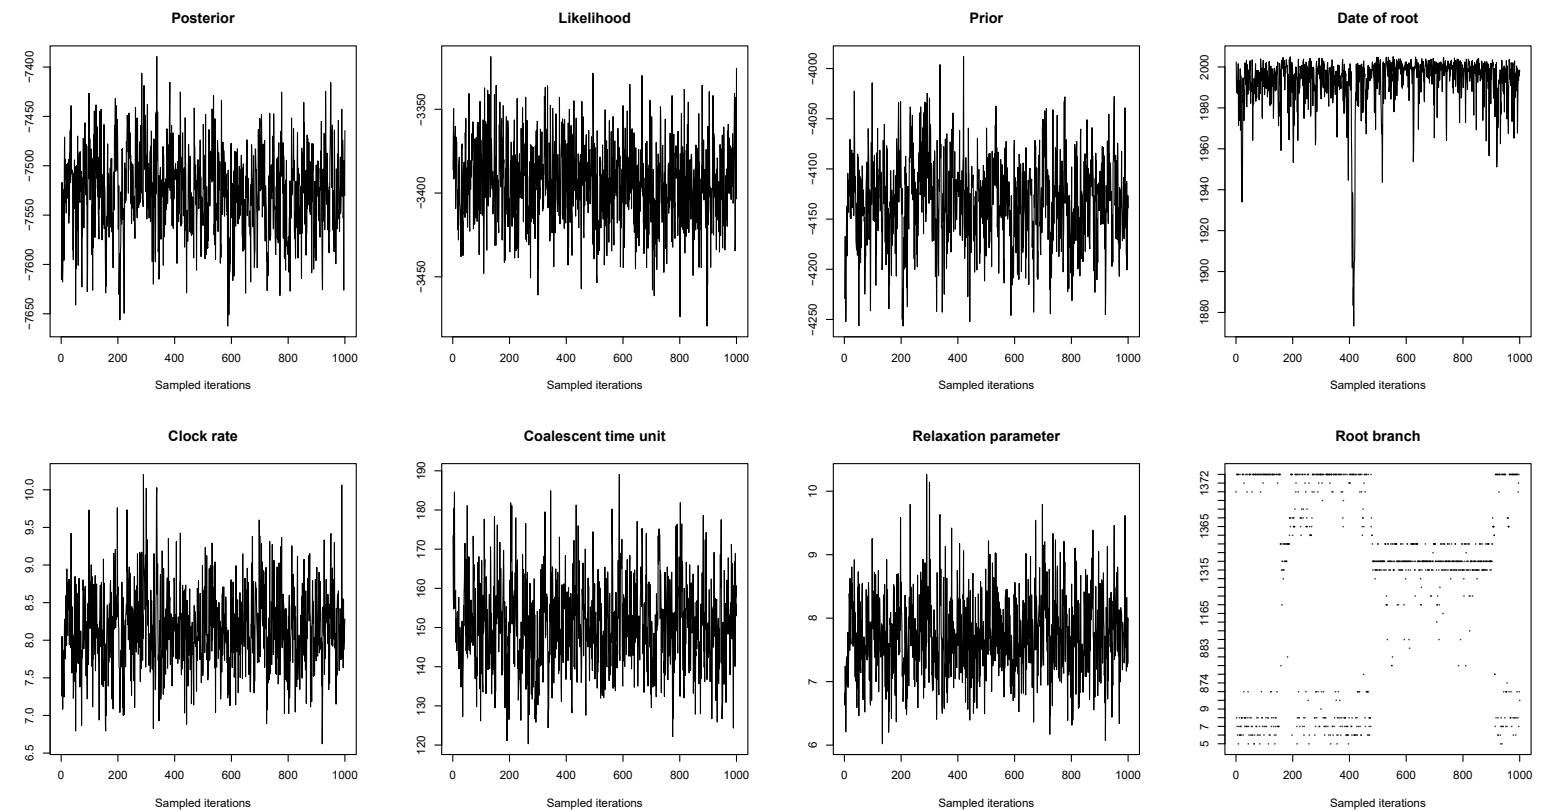 Posterior
−7400
−7450
−7500
−7550
−7600
−7650
0 200 400 600 800 1000
Sampled iterations
Likelihood
−3350
−3400
−3450
0 200 400 600 800 1000
Sampled iterations
Prior
−4000
−4050
−4100
−4150
−4200
−4250
0 200 400 600 800 1000
Sampled iterations
Date of root
2000
1980
1960
1940
1920
1900
1880
0 200 400 600 800 1000
Sampled iterations
Clock rate
10.0
9.5
9.0
8.5
8.0
7.5
7.0
6.5
0 200 400 600 800 1000
Sampled iterations
Coalescent time unit
190
180
170
160
150
140
130
120
0 200 400 600 800 1000
Sampled iterations
Relaxation parameter
10
9
8
7
6
0 200 400 600 800 1000
Sampled iterations
Root branch
1372
1365
1315
1165
883
874
9
7
5
0 200 400 600 800 1000
Sampled iterations